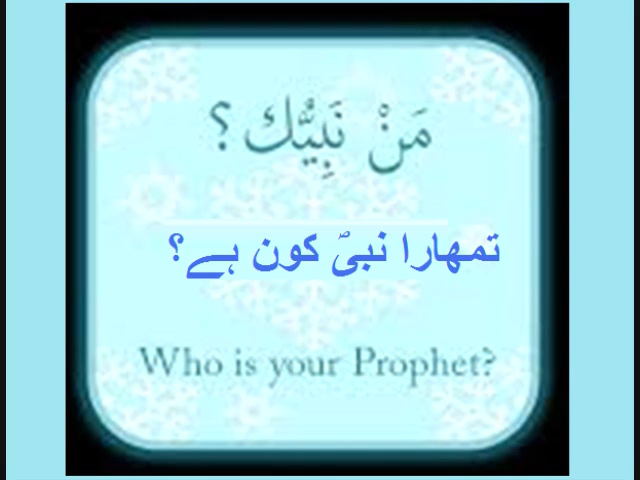 مَنْ نَبِيُّك ؟
تمھارا نبیؐ کون ہے؟
Who is your Prophet?